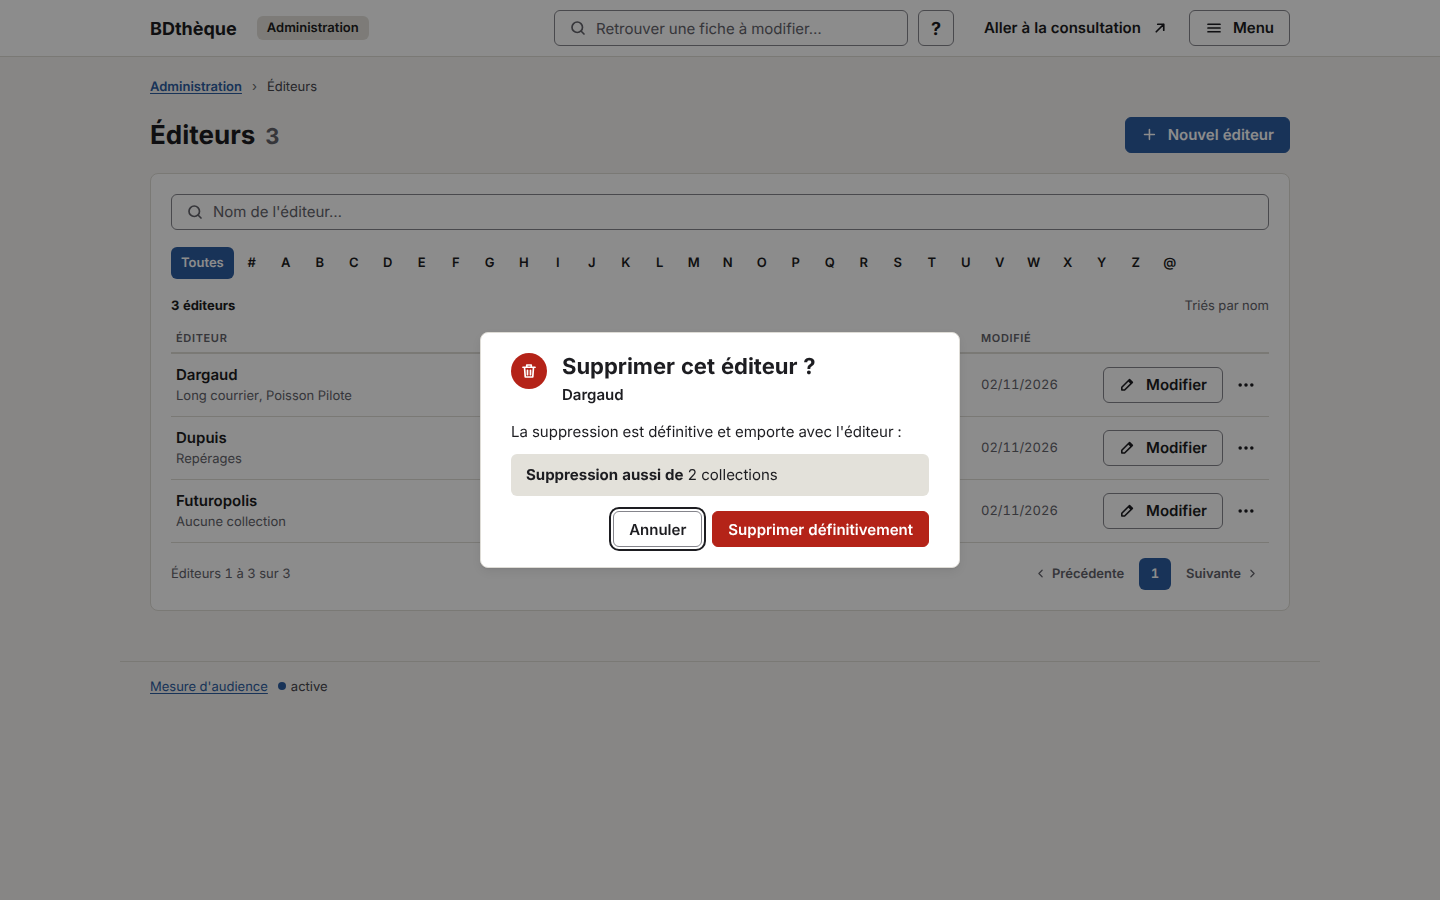 BDthèque Administration Retrouver une fiche à modifier... ? Aller à la consultation Menu
Administration › Éditeurs
Éditeurs 3 Nouvel éditeur
Nom de l'éditeur...
Toutes # A B C D E F G H I J K L M N O P Q R S T U V W X Y Z @
3 éditeurs Triés par nom
ÉDITEUR MODIFIÉ
Dargaud
Long courrier, Poisson Pilote
02/11/2026 Modifier
Dupuis
Repérages
02/11/2026 Modifier
Futuropolis
Aucune collection
02/11/2026 Modifier
Éditeurs 1 à 3 sur 3 Précédente 1 Suivante
Supprimer cet éditeur ?
Dargaud
La suppression est définitive et emporte avec l'éditeur :
Suppression aussi de 2 collections
Annuler Supprimer définitivement
Mesure d'audience active